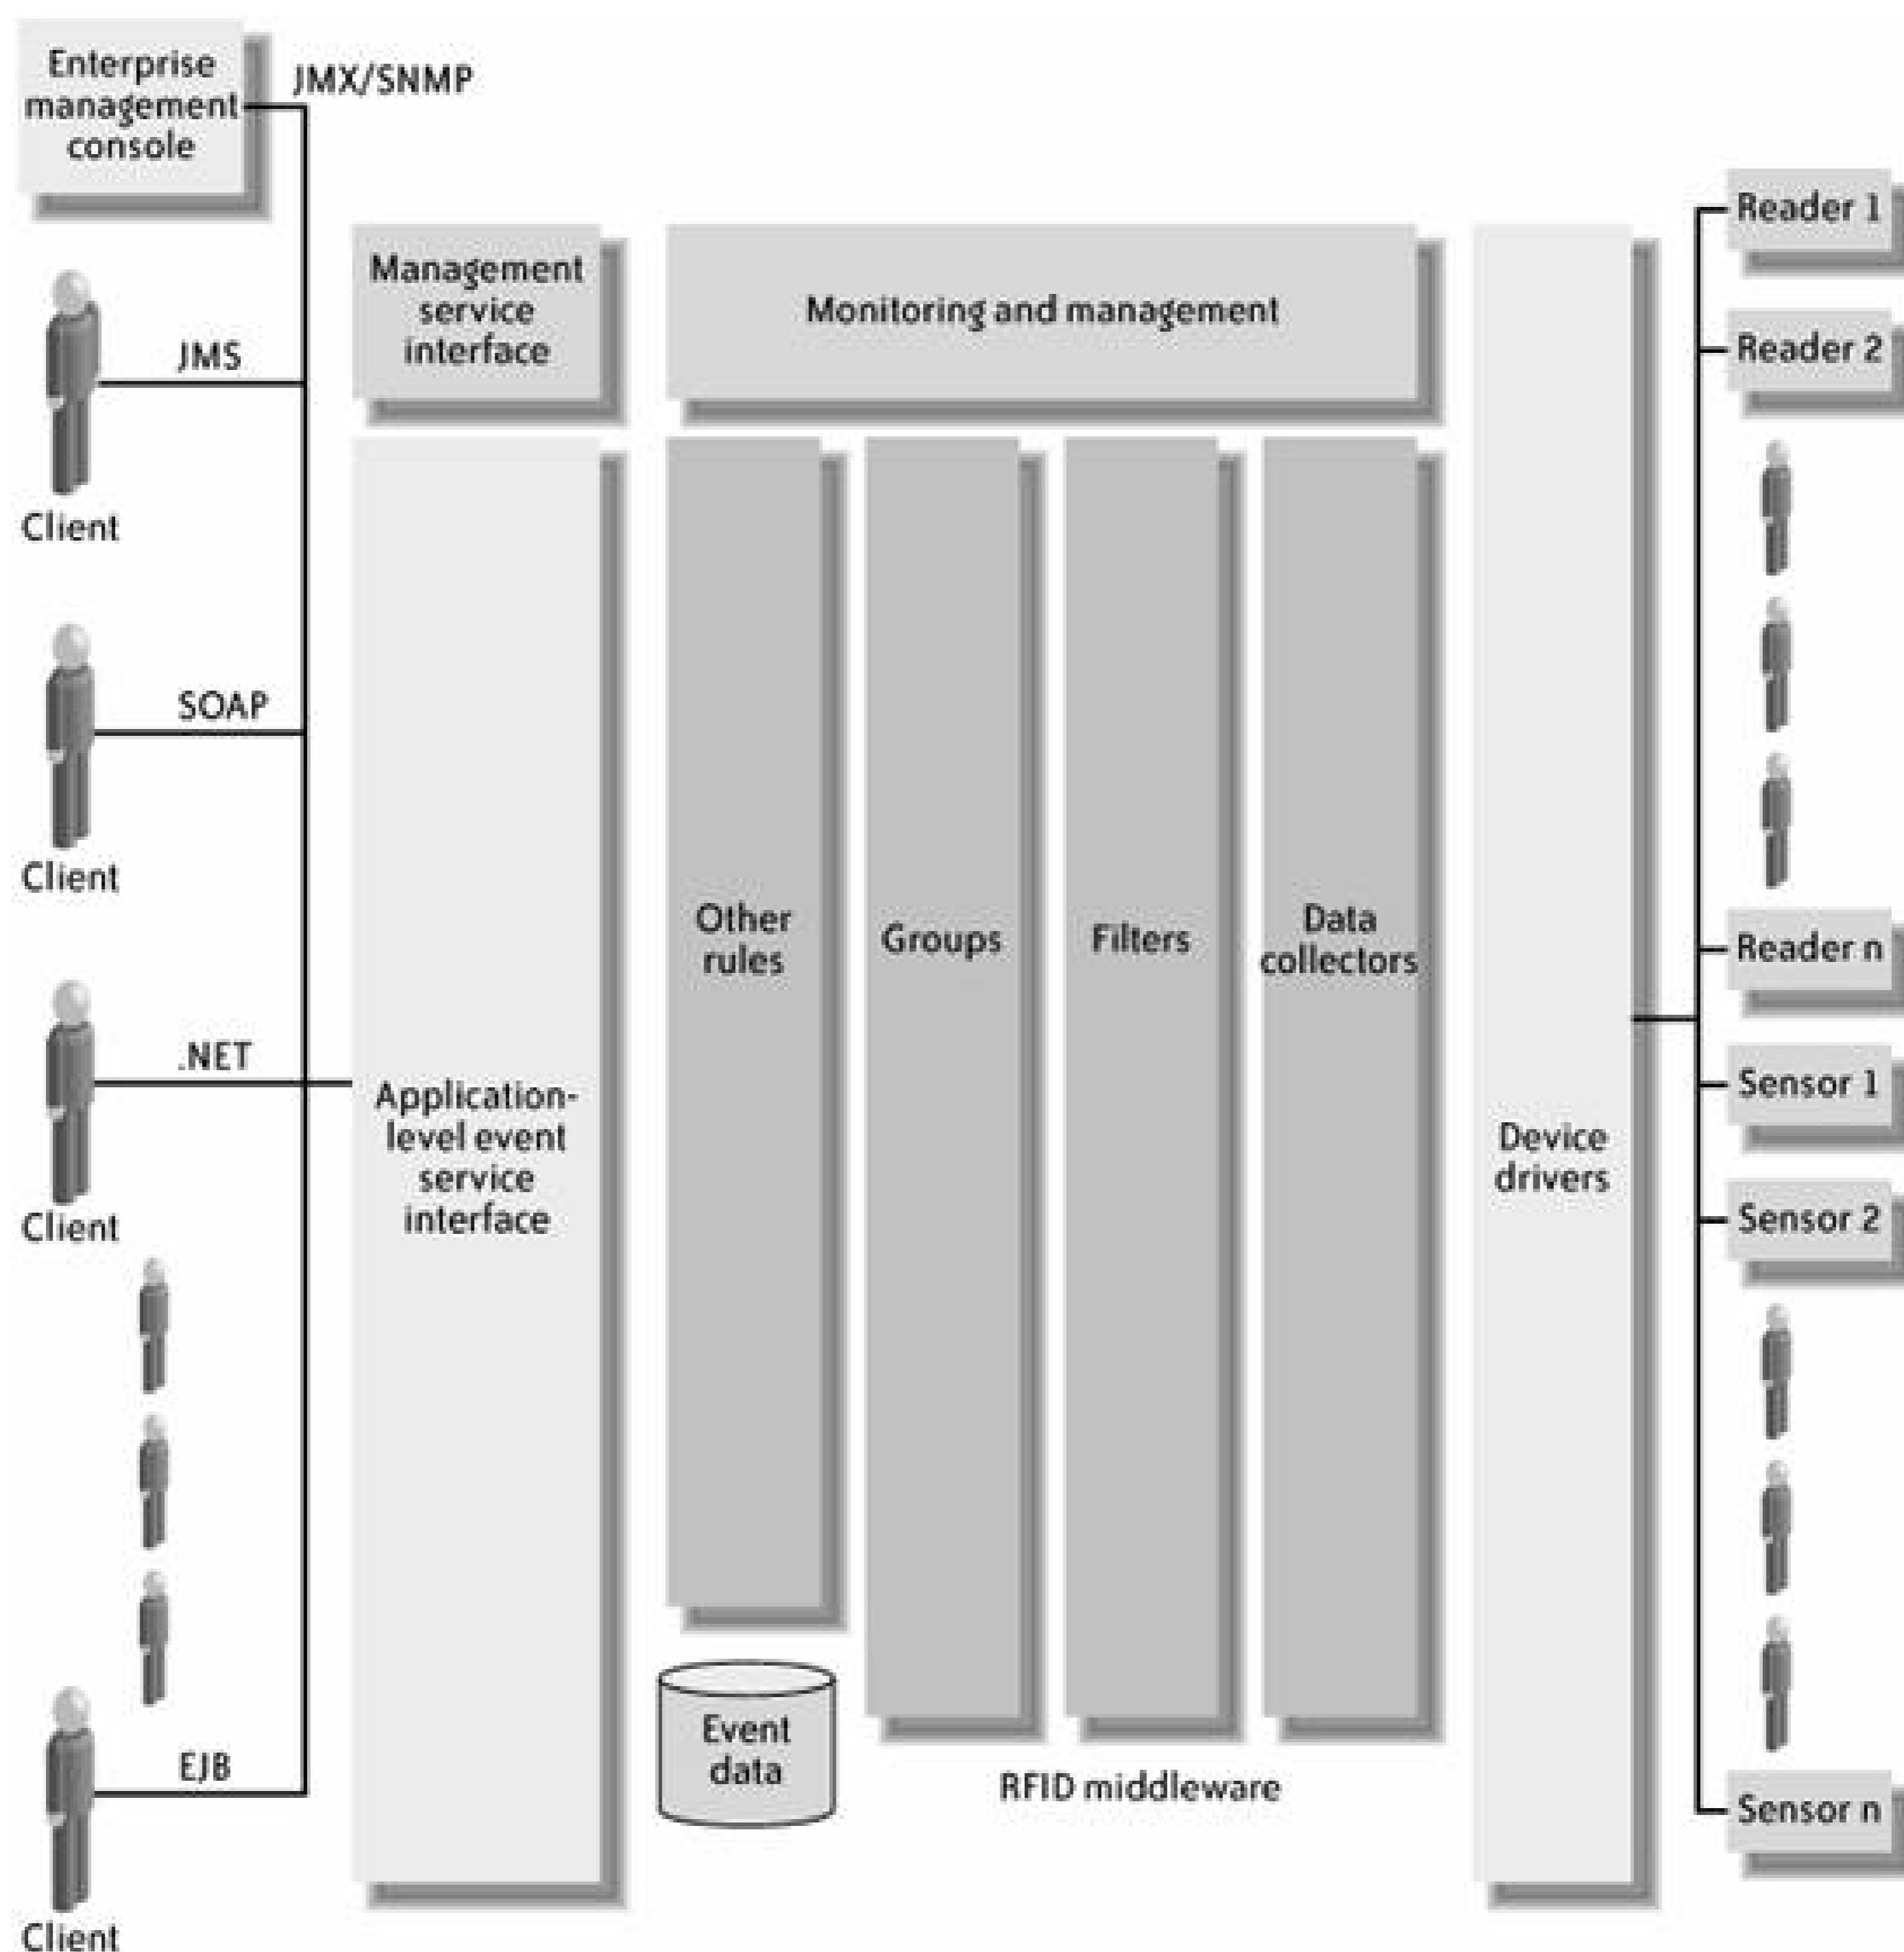 Enterprise
management
console
JMX/SNMP
JMS
Client
SOAP
Client
.NET
Client
EJB
Client
Management
service
interface
Application-
level event
service
interface
Monitoring and management
Other
rules
Groups
Filters
Data
collectors
Event
data
RFID middleware
Device
drivers
Reader 1
Reader 2
Reader n
Sensor 1
Sensor 2
Sensor n